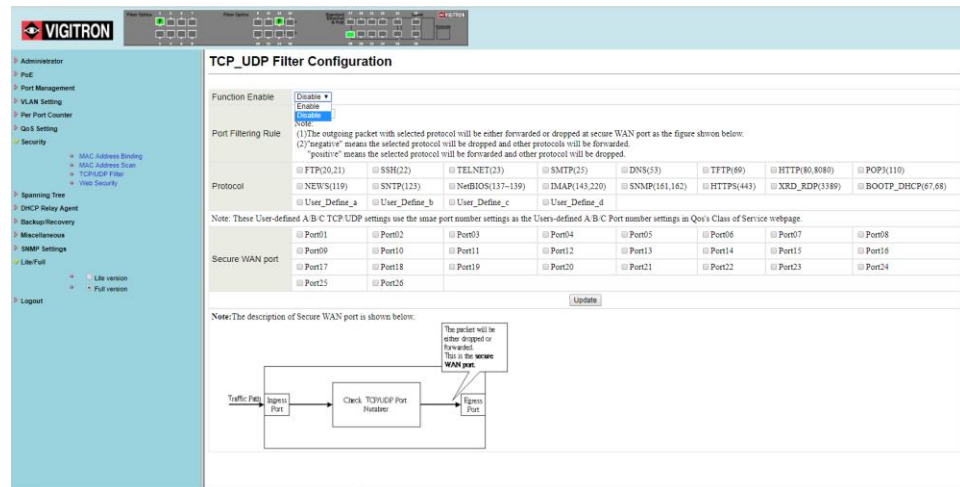 VIGITRON
Fiber Optics
Fiber Optics
VIGITRON
Administrator
PoE
Port Management
VLAN Setting
Per Port Counter
QoS Setting
Security
MAC Address Binding
MAC Address Scan
TCP/UDP Filter
Web Security
Spanning Tree
DHCP Relay Agent
Backup/Recovery
Miscellaneous
SNMP Settings
Lite/Full
Lite version
Full version
Logout
TCP_UDP Filter Configuration
Function Enable
Disable
Enable
Disable
Port Filtering Rule
Note:
(1)The outgoing packet with selected protocol will be either forwarded or dropped at secure WAN port as the figure shwon below.
(2)"negative" means the selected protocol will be dropped and other protocols will be forwarded.
"positive" means the selected protocol will be forwarded and other protocol will be dropped.
Protocol
FTP(20,21) SSH(22) TELNET(23) SMTP(25) DNS(53) TFTP(69) HTTP(80,8080) POP3(110)
NEWS(119) SNTP(123) NetBIOS(137~139) IMAP(143,220) SNMP(161,162) HTTPS(443) XRD_RDP(3389) BOOTP_DHCP(67,68)
User_Define_a User_Define_b User_Define_c User_Define_d
Note: These User-defined A/B/C TCP/UDP settings use the smae port number settings as the Users-defined A/B/C Port number settings in Qos's Class of Service webpage.
Secure WAN port
Port01 Port02 Port03 Port04 Port05 Port06 Port07 Port08
Port09 Port10 Port11 Port12 Port13 Port14 Port15 Port16
Port17 Port18 Port19 Port20 Port21 Port22 Port23 Port24
Port25 Port26
Update
Note:The description of Secure WAN port is shown below.
The packet will be
either dropped or
forwarded.
This is the secure
WAN port.
Traffic Path
Ingress
Port
Check TCP/UDP Port
Number
Egress
Port